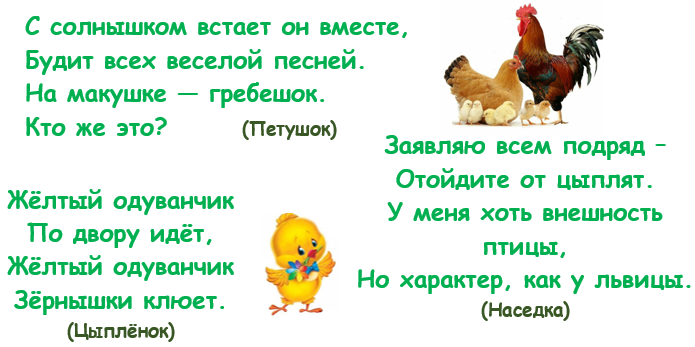 С солнышком встает он вместе,
Будит всех веселой песней.
На макушке — гребешок.
Кто же это? (Петушок)
Заявляю всем подряд –
Отойдите от цыплят.
У меня хоть внешность
птицы,
Но характер, как у львицы.
(Наседка)
Жёлтый одуванчик
По двору идёт,
Жёлтый одуванчик
Зёрнышки клюет.
(Цыплёнок)